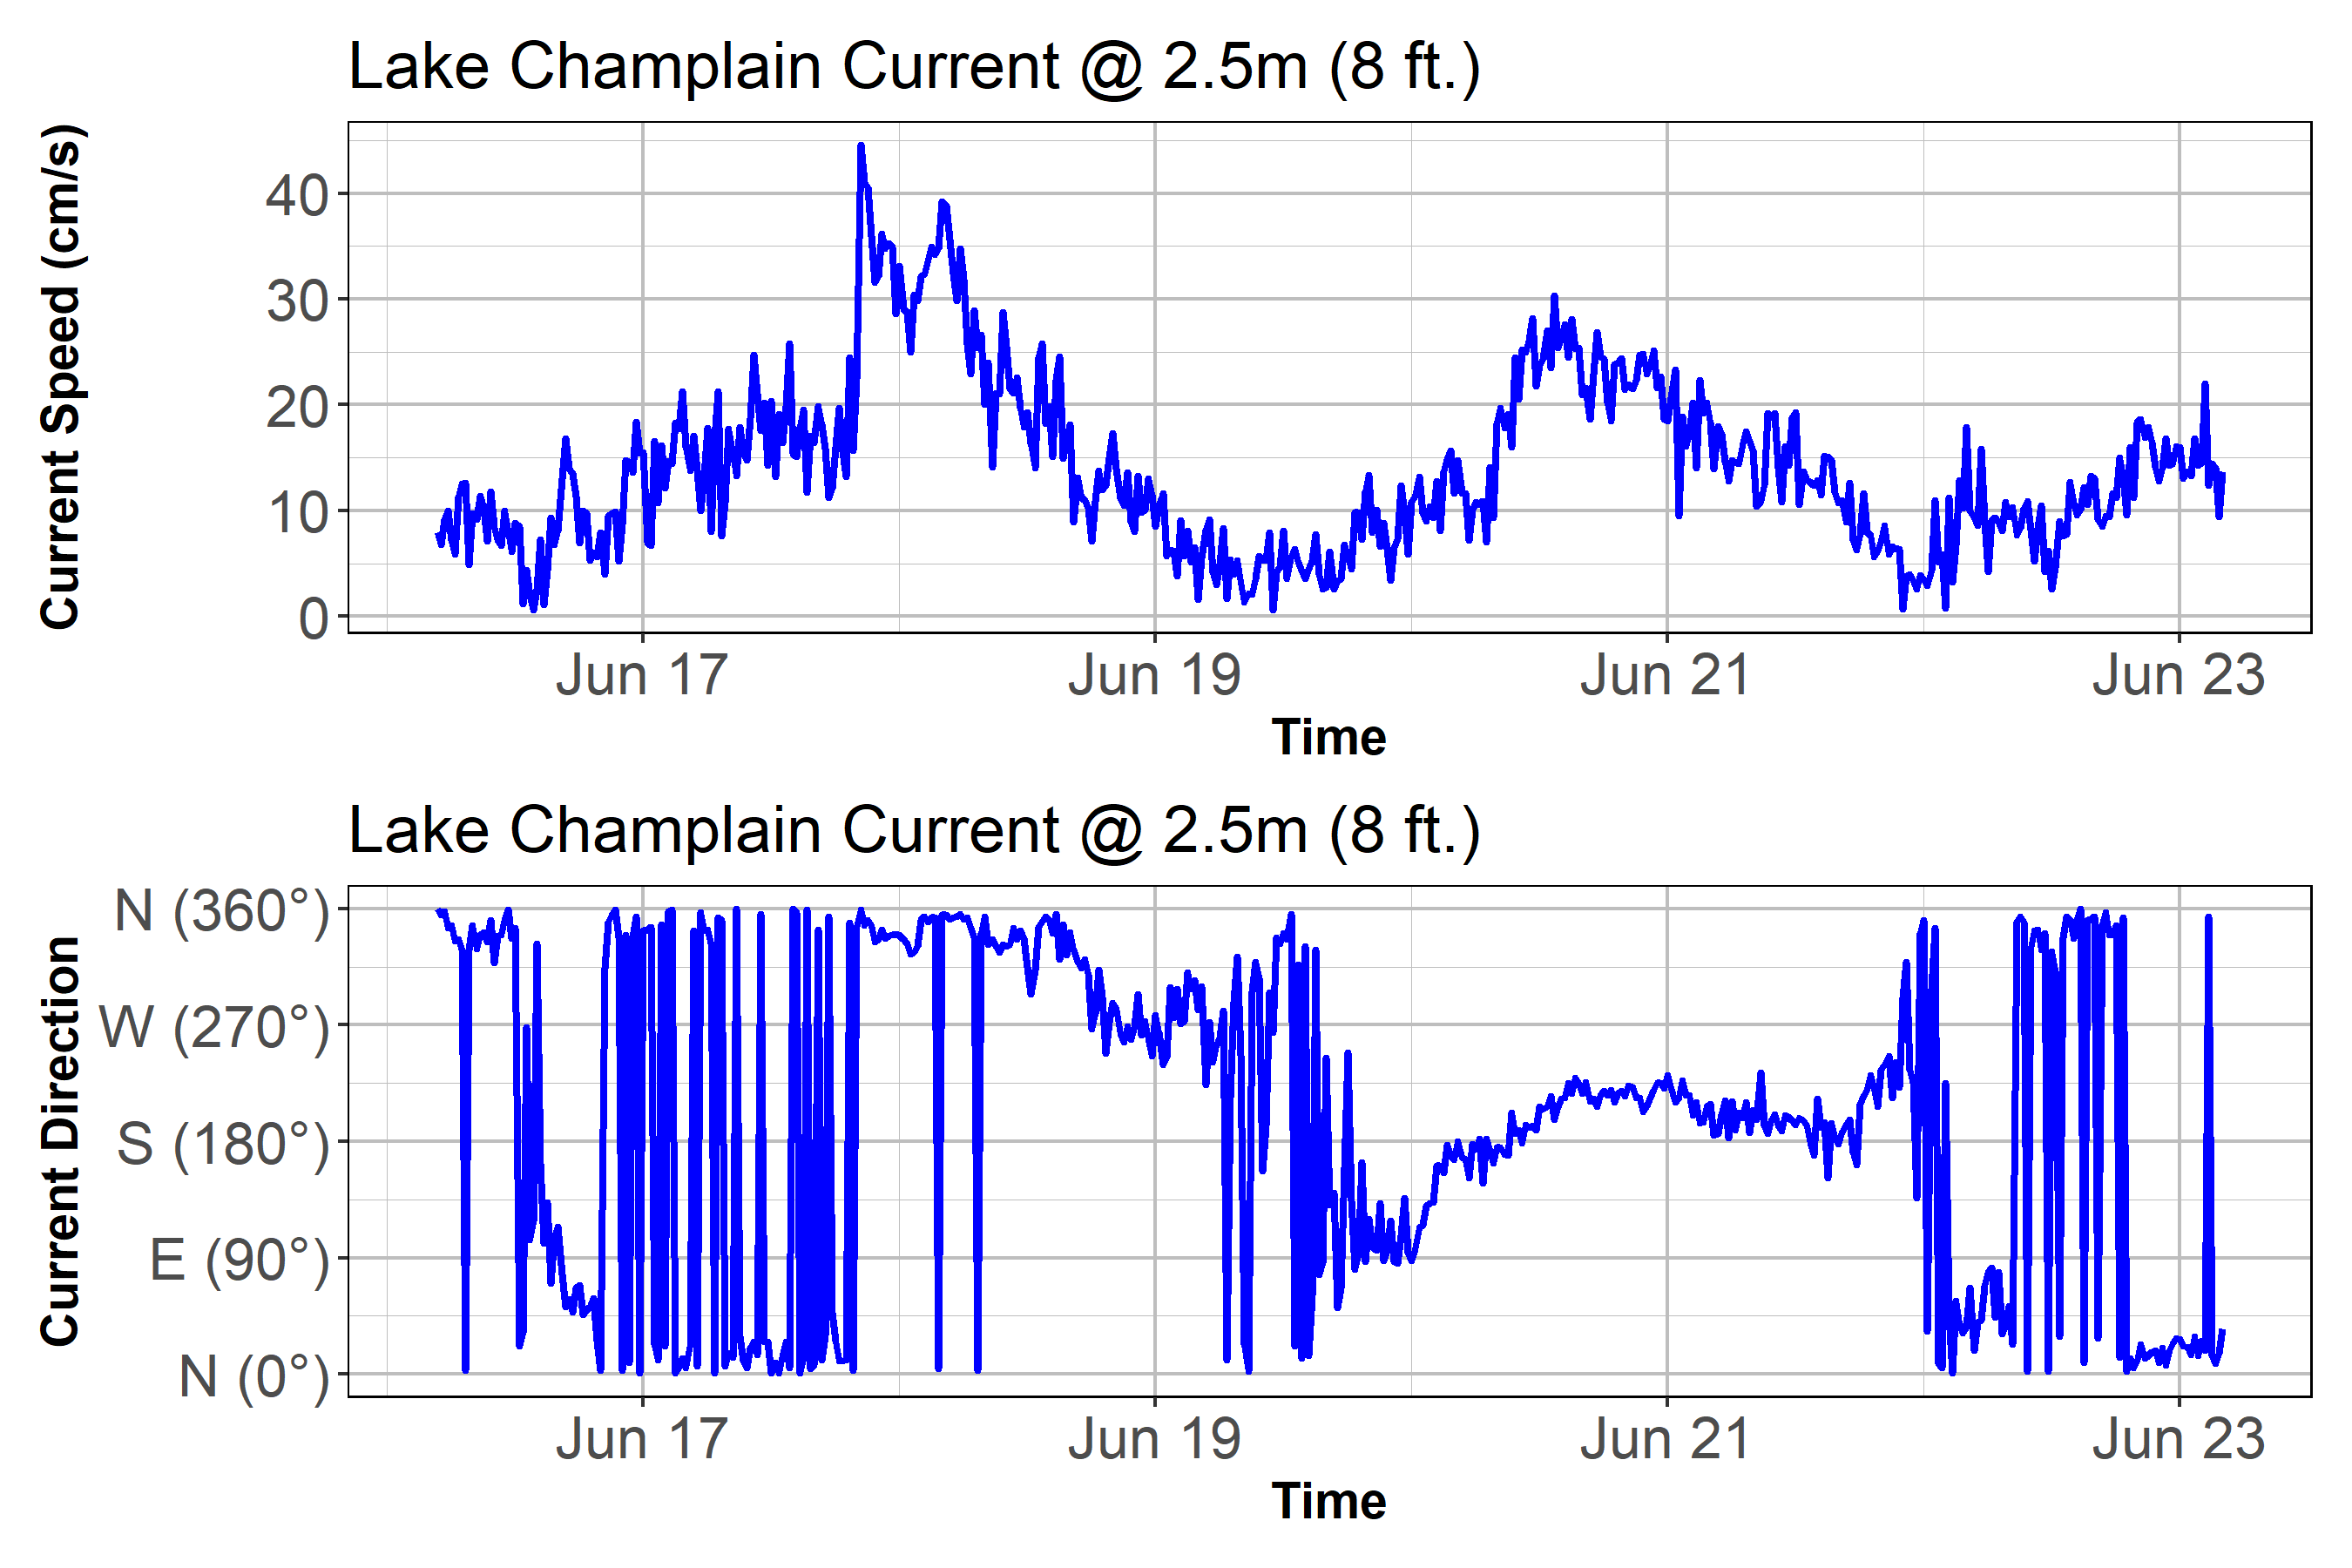 Lake Champlain Current @ 2.5m (8 ft.)
Current Speed (cm/s)
40
30
20
10
0
Jun 17 Jun 19 Jun 21 Jun 23
Time
Lake Champlain Current @ 2.5m (8 ft.)
Current Direction
N (360°)
W (270°)
S (180°)
E (90°)
N (0°)
Jun 17 Jun 19 Jun 21 Jun 23
Time